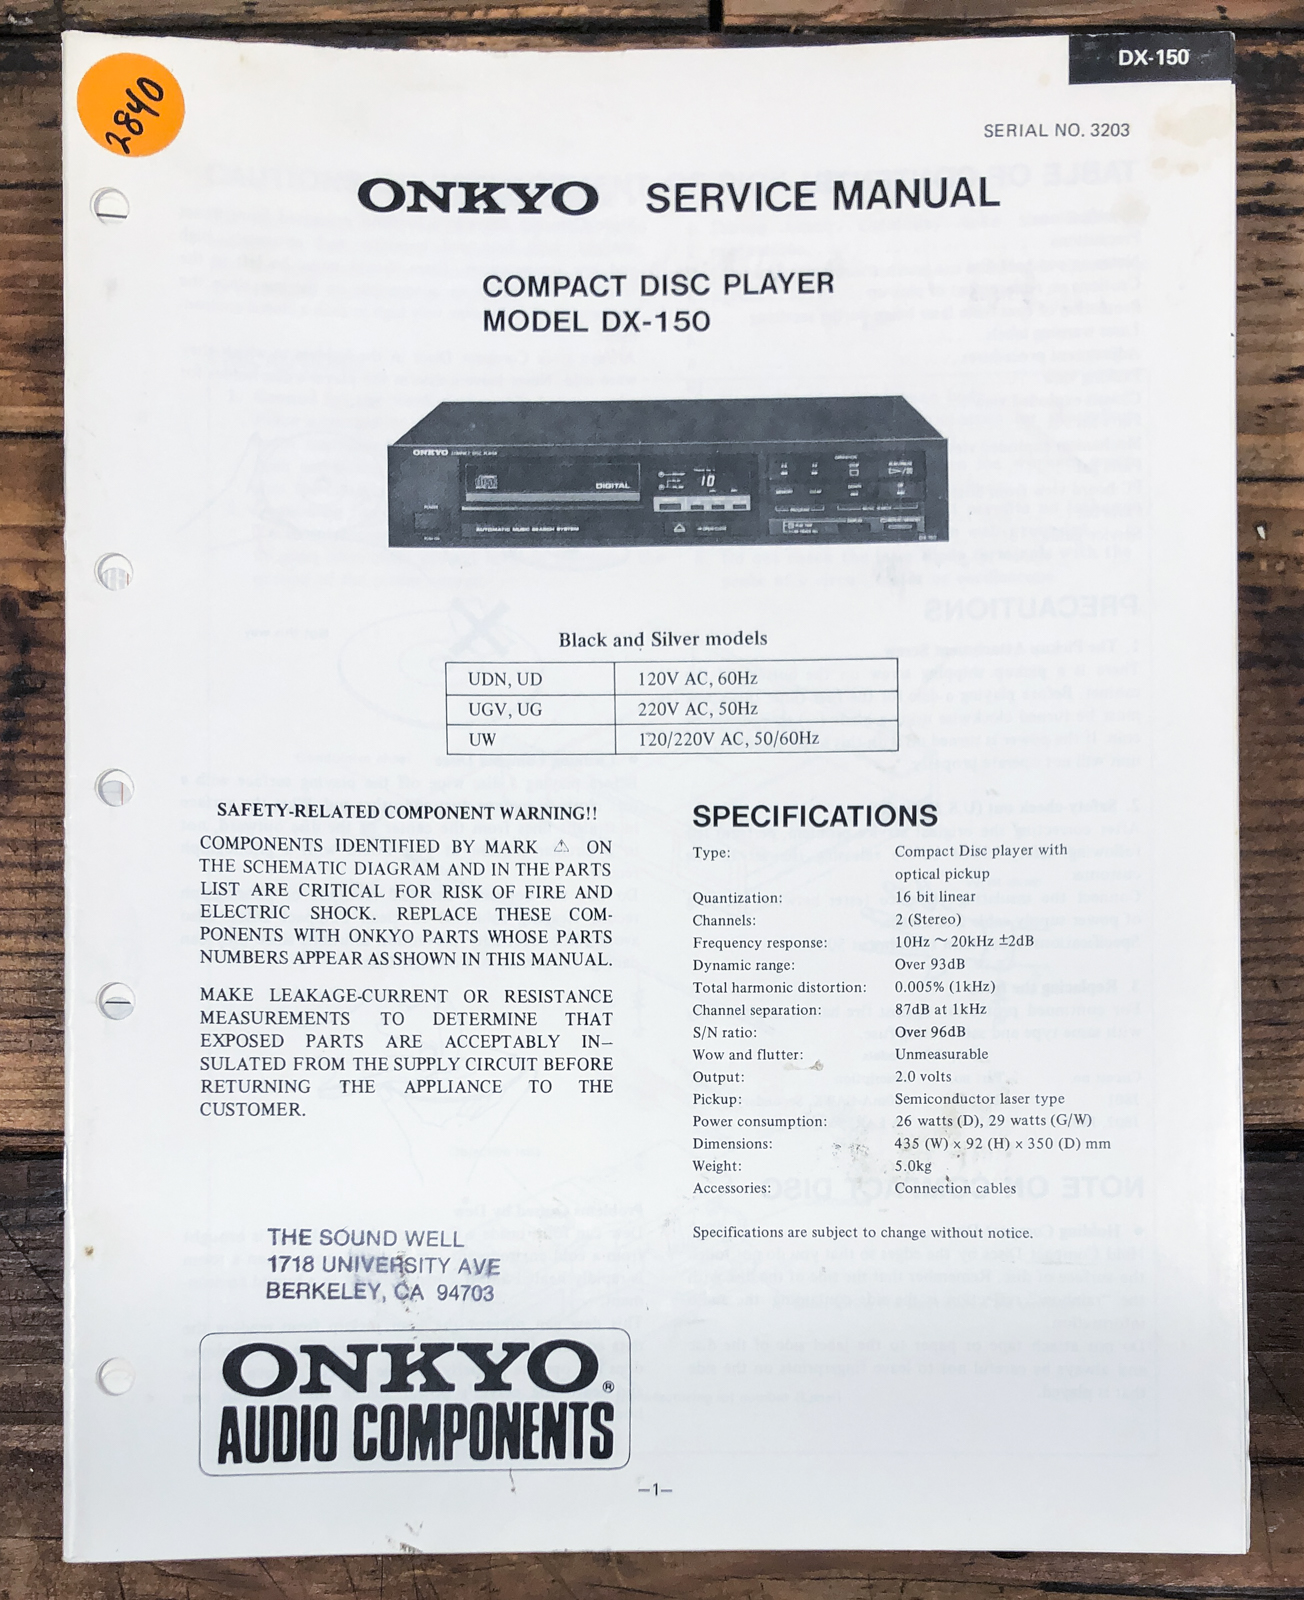 DX-150
2840
SERIAL NO. 3203
ONKYO SERVICE MANUAL
COMPACT DISC PLAYER
MODEL DX-150
ONKYO
DIGITAL
10
AUTOMATIC MUSIC SEARCH SYSTEM
Black and Silver models
UDN, UD 120V AC, 60Hz
UGV, UG 220V AC, 50Hz
UW 120/220V AC, 50/60Hz
SAFETY-RELATED COMPONENT WARNING!!
COMPONENTS IDENTIFIED BY MARK ⚠ ON
THE SCHEMATIC DIAGRAM AND IN THE PARTS
LIST ARE CRITICAL FOR RISK OF FIRE AND
ELECTRIC SHOCK. REPLACE THESE COM-
PONENTS WITH ONKYO PARTS WHOSE PARTS
NUMBERS APPEAR AS SHOWN IN THIS MANUAL.
MAKE LEAKAGE-CURRENT OR RESISTANCE
MEASUREMENTS TO DETERMINE THAT
EXPOSED PARTS ARE ACCEPTABLY IN–
SULATED FROM THE SUPPLY CIRCUIT BEFORE
RETURNING THE APPLIANCE TO THE
CUSTOMER.
SPECIFICATIONS
Type: Compact Disc player with
optical pickup
Quantization: 16 bit linear
Channels: 2 (Stereo)
Frequency response: 10Hz ~ 20kHz ±2dB
Dynamic range: Over 93dB
Total harmonic distortion: 0.005% (1kHz)
Channel separation: 87dB at 1kHz
S/N ratio: Over 96dB
Wow and flutter: Unmeasurable
Output: 2.0 volts
Pickup: Semiconductor laser type
Power consumption: 26 watts (D), 29 watts (G/W)
Dimensions: 435 (W) x 92 (H) x 350 (D) mm
Weight: 5.0kg
Accessories: Connection cables
Specifications are subject to change without notice.
THE SOUND WELL
1718 UNIVERSITY AVE
BERKELEY, CA 94703
ONKYO®
AUDIO COMPONENTS
—1—